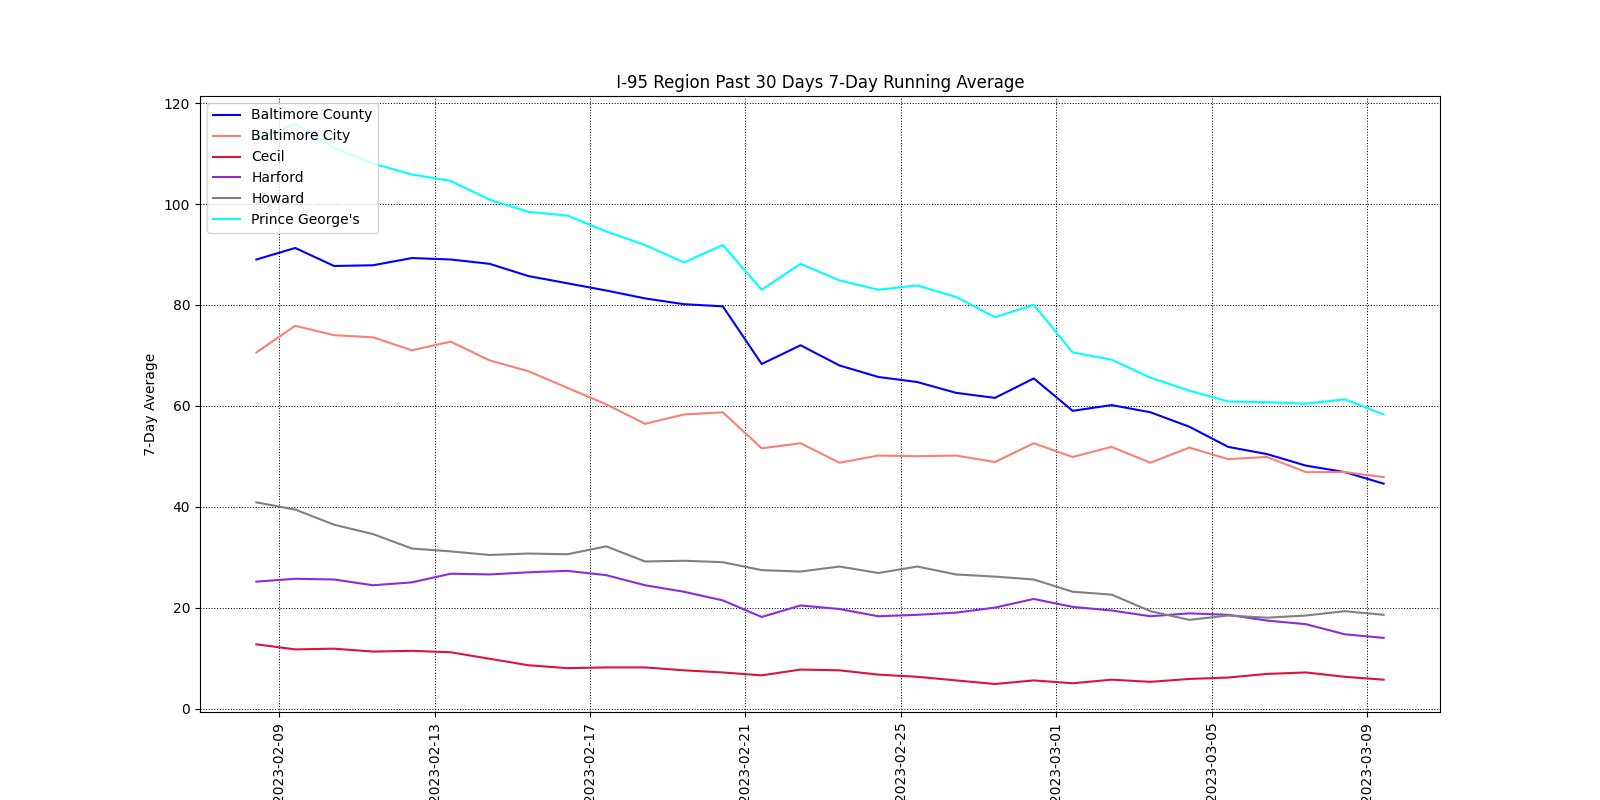 I-95 Region Past 30 Days 7-Day Running Average
120
100
80
60
40
20
0
7-Day Average
Baltimore County
Baltimore City
Cecil
Harford
Howard
Prince George's
2023-02-09
2023-02-13
2023-02-17
2023-02-21
2023-02-25
2023-03-01
2023-03-05
2023-03-09